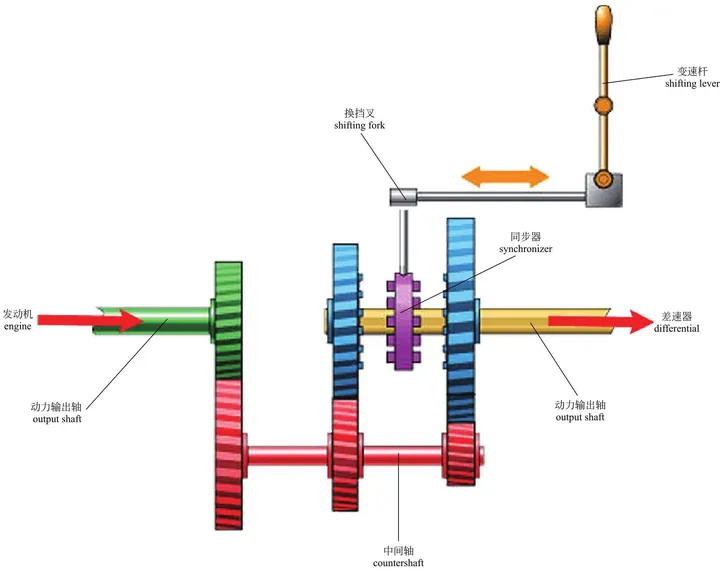 变速杆
shifting lever
换挡叉
shifting fork
同步器
synchronizer
发动机
engine
差速器
differential
动力输出轴
output shaft
动力输出轴
output shaft
中间轴
countershaft